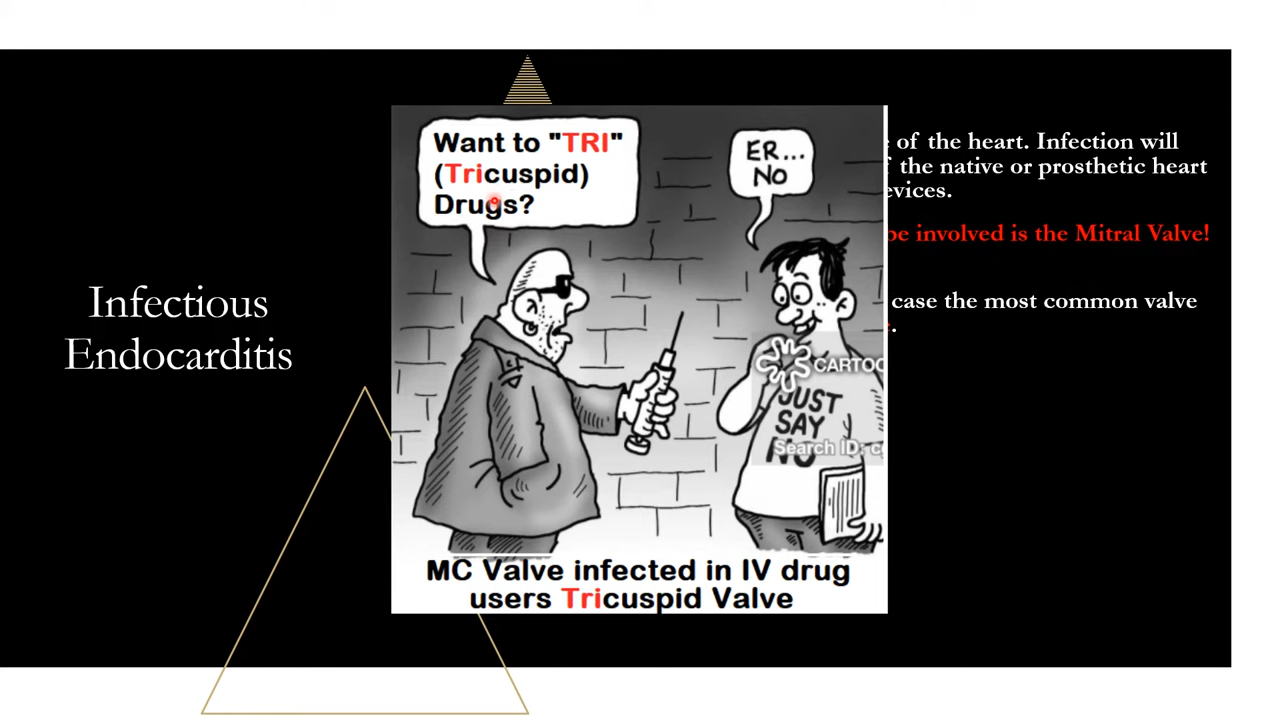 Infectious
Endocarditis
Want to "TRI"
(Tricuspid)
Drugs?
ER...
NO
JUST
SAY
NO
CARTOO
Search ID: c
MC Valve infected in IV drug
users Tricuspid Valve
e of the heart. Infection will
f the native or prosthetic heart
evices.
be involved is the Mitral Valve!
case the most common valve
.